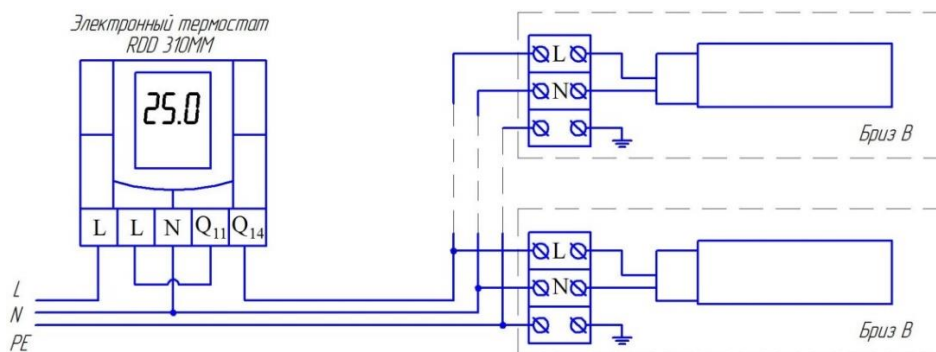 Электронный термостат
RDD 310MM
25.0
L L N Q11 Q14
L
N
PE
L
N
Бриз В
L
N
Бриз В